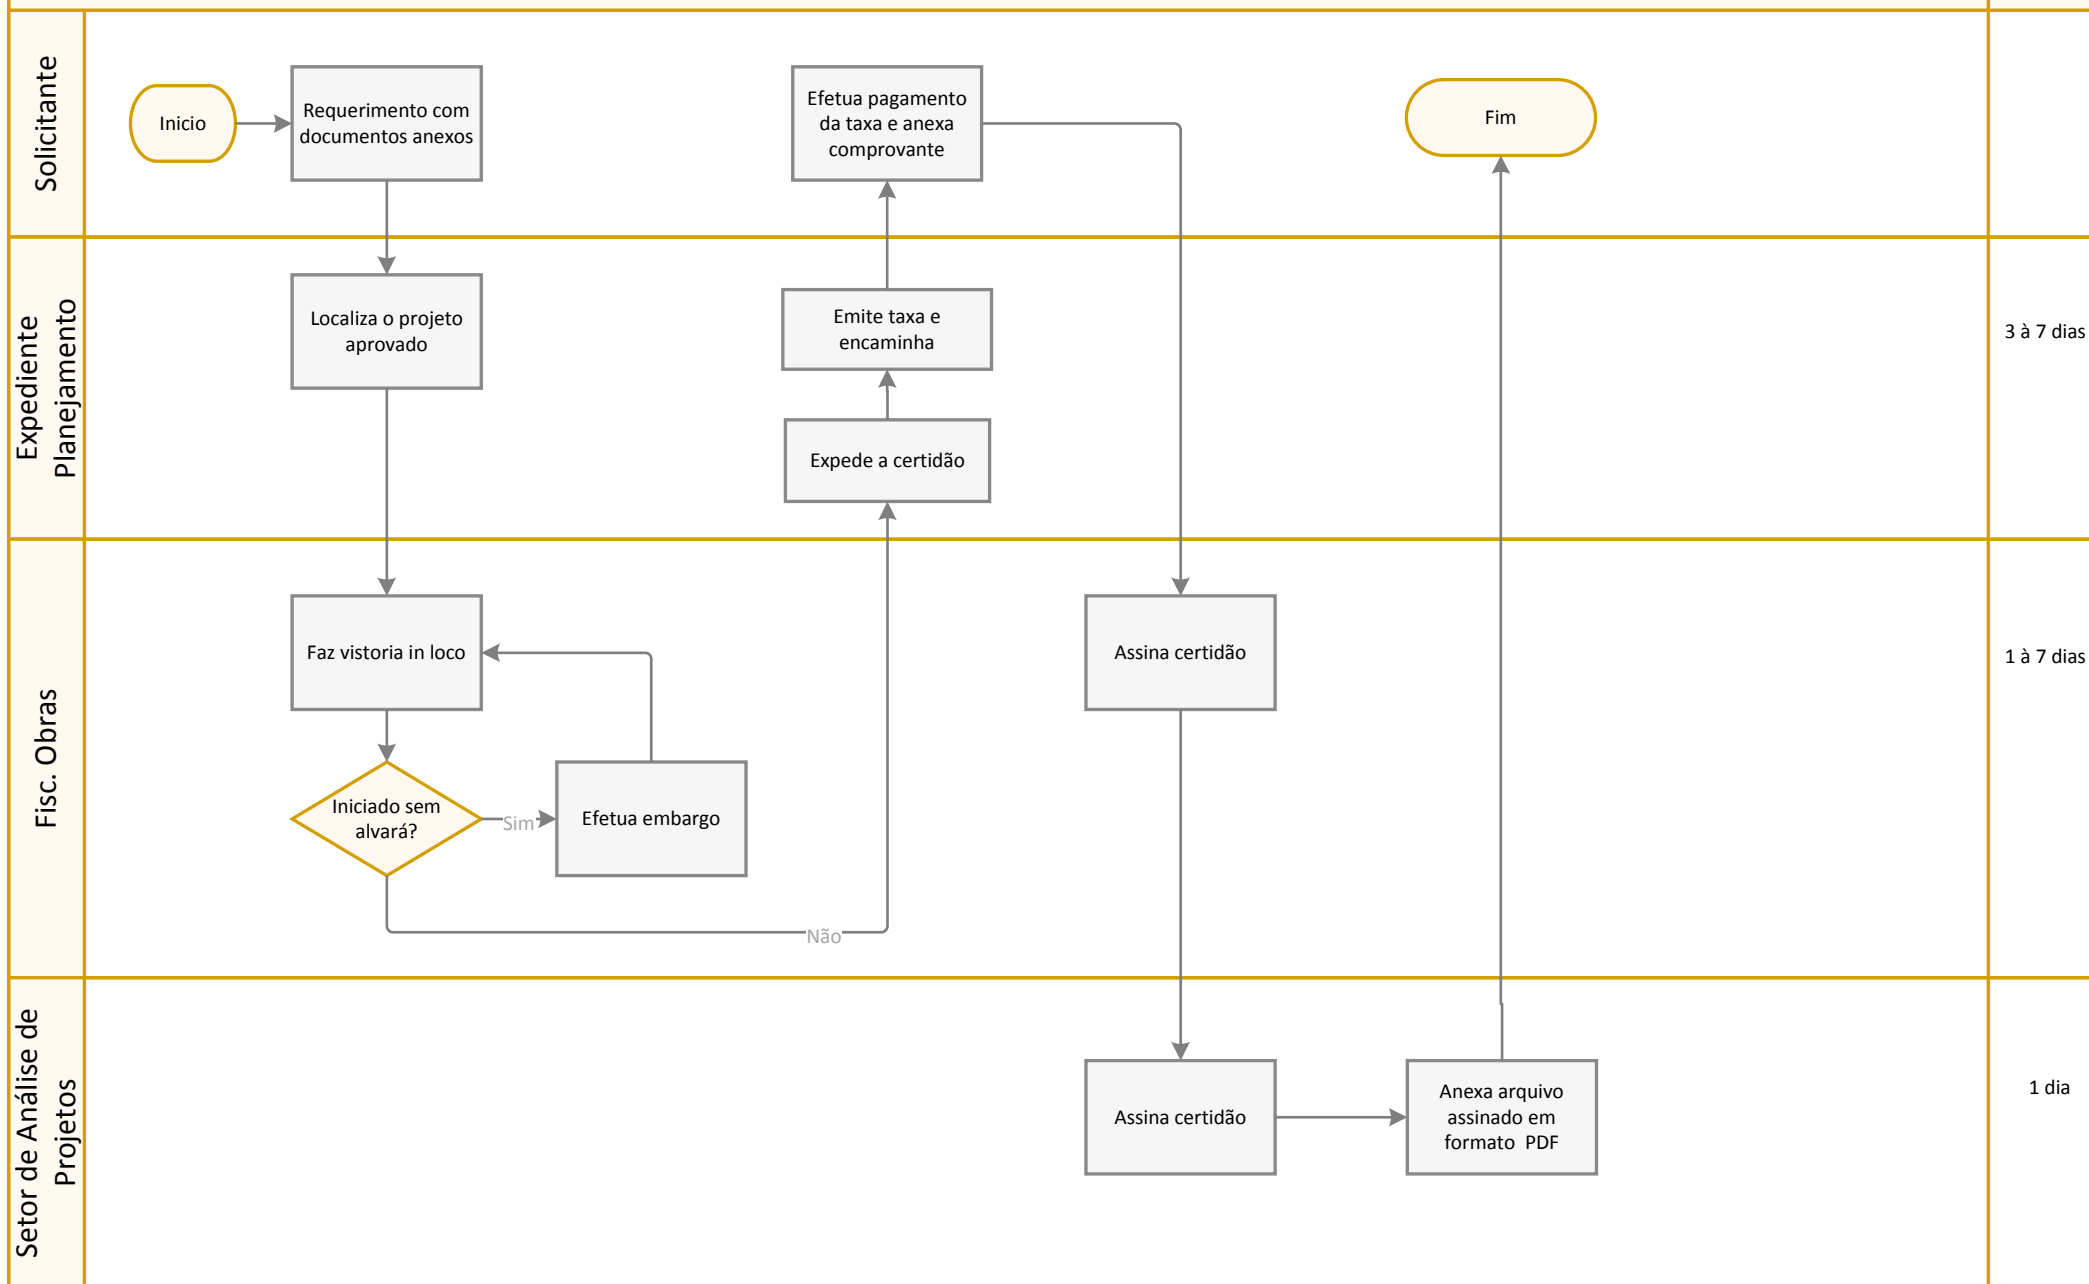 Solicitante
Inicio
Requerimento com
documentos anexos
Efetua pagamento
da taxa e anexa
comprovante
Fim
Expediente
Planejamento
Localiza o projeto
aprovado
Emite taxa e
encaminha
Expede a certidão
3 à 7 dias
Fisc. Obras
Faz vistoria in loco
Iniciado sem
alvará?
Sim
Efetua embargo
Não
Assina certidão
1 à 7 dias
Setor de Análise de
Projetos
Assina certidão
Anexa arquivo
assinado em
formato  PDF
1 dia